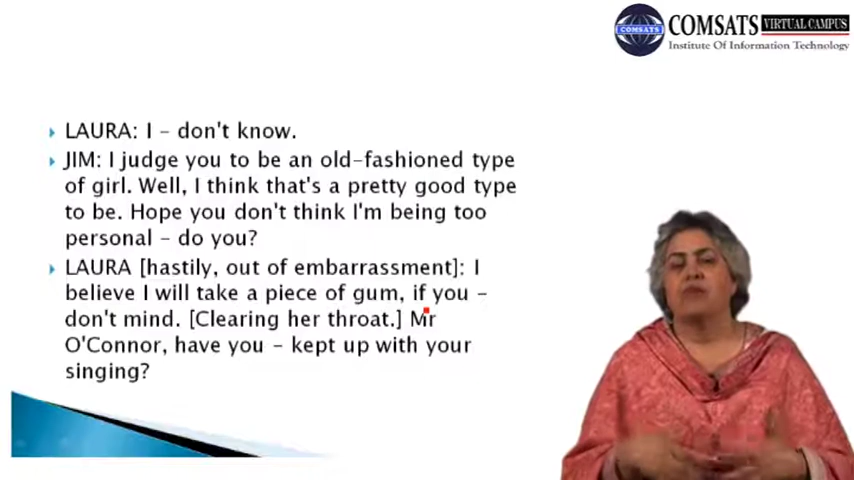 COMSATS VIRTUAL CAMPUS
Institute Of Information Technology
COMSATS
LAURA: I - don't know.
JIM: I judge you to be an old-fashioned type
of girl. Well, I think that's a pretty good type
to be. Hope you don't think I'm being too
personal - do you?
LAURA [hastily, out of embarrassment]: I
believe I will take a piece of gum, if you -
don't mind. [Clearing her throat.] Mr
O'Connor, have you - kept up with your
singing?